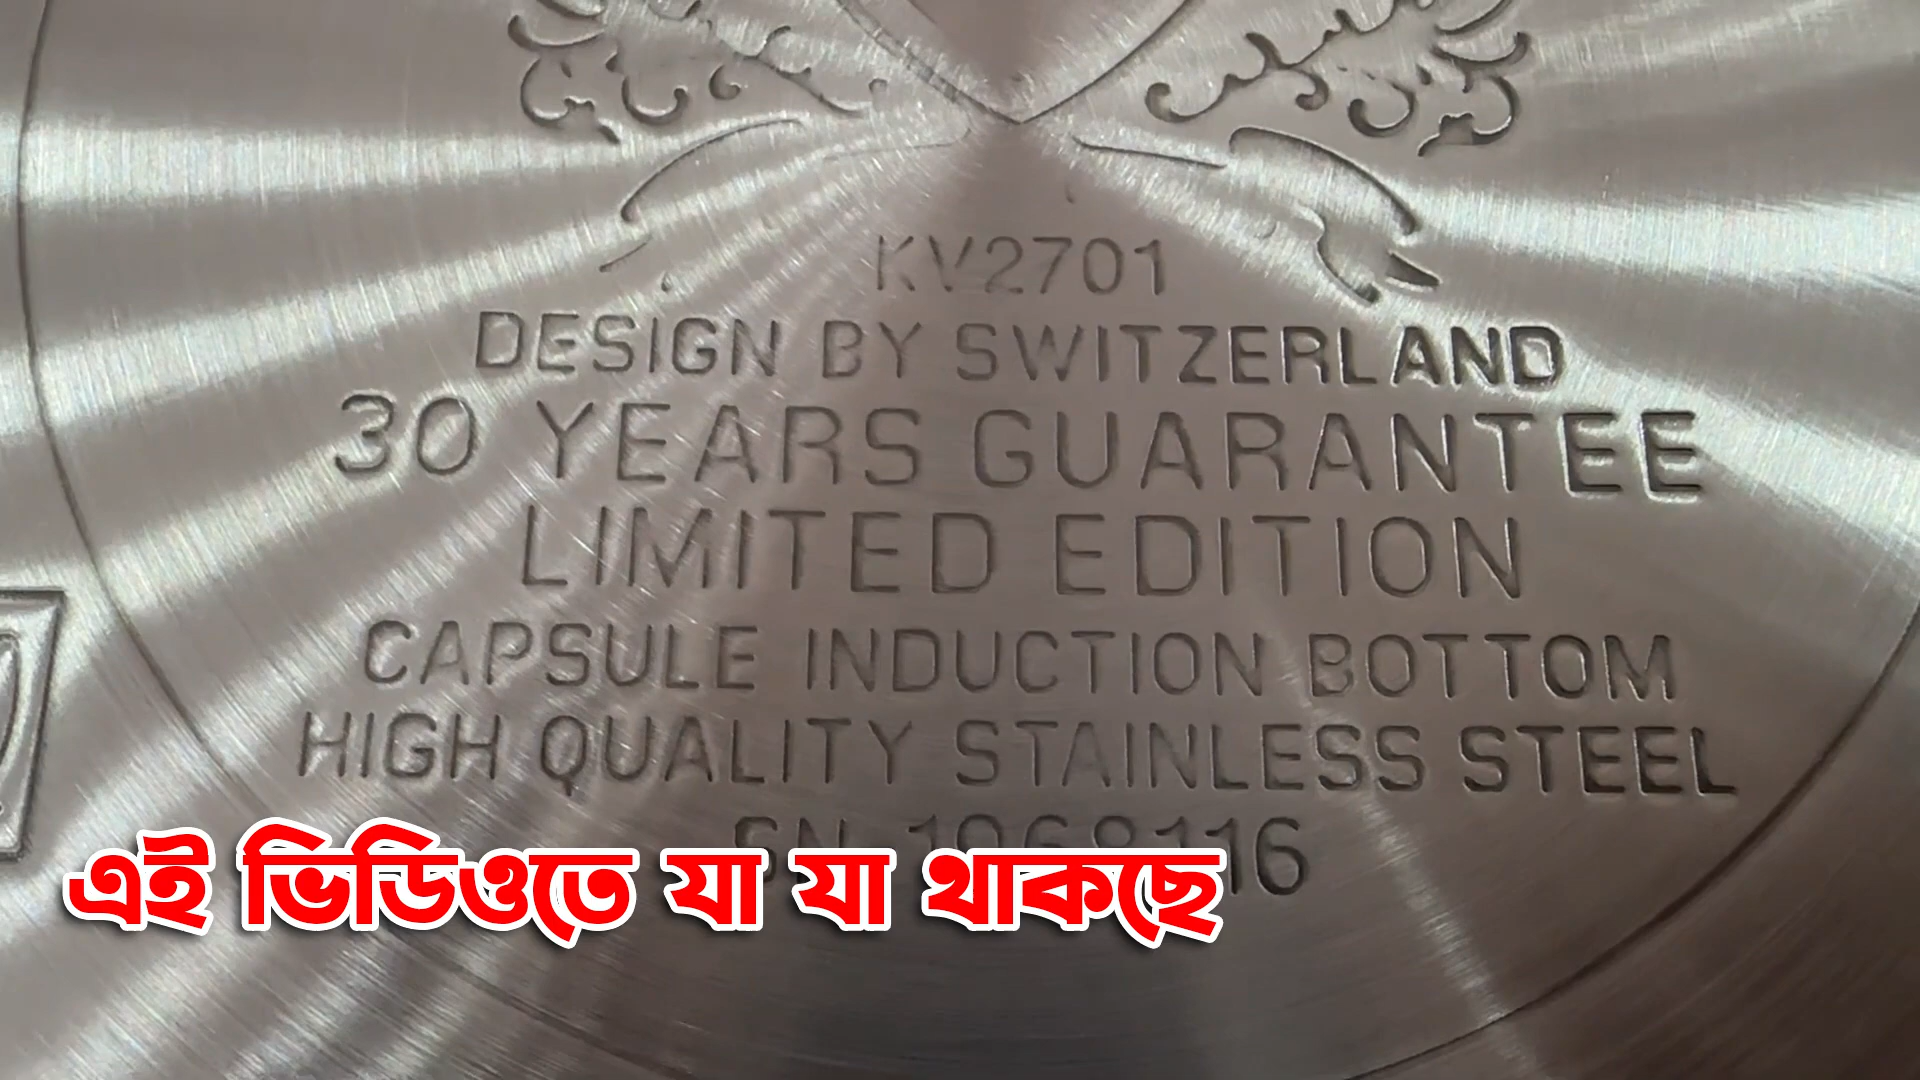 KV2701
DESIGN BY SWITZERLAND
30 YEARS GUARANTEE
LIMITED EDITION
CAPSULE INDUCTION BOTTOM
HIGH QUALITY STAINLESS STEEL
SN
এই ভিডিওতে যা যা থাকছে